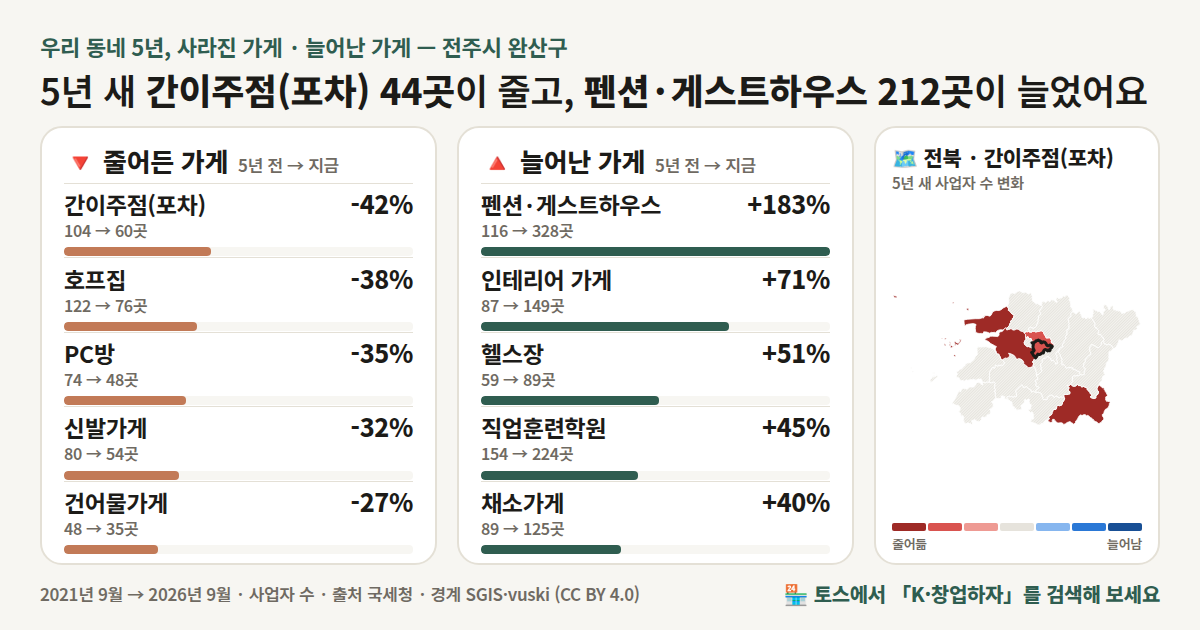 우리 동네 5년, 사라진 가게 · 늘어난 가게 — 전주시 완산구
5년 새 간이주점(포차) 44곳이 줄고, 펜션·게스트하우스 212곳이 늘었어요
줄어든 가게 5년 전 → 지금
간이주점(포차) -42%
104 → 60곳
호프집 -38%
122 → 76곳
PC방 -35%
74 → 48곳
신발가게 -32%
80 → 54곳
건어물가게 -27%
48 → 35곳
늘어난 가게 5년 전 → 지금
펜션·게스트하우스 +183%
116 → 328곳
인테리어 가게 +71%
87 → 149곳
헬스장 +51%
59 → 89곳
직업훈련학원 +45%
154 → 224곳
채소가게 +40%
89 → 125곳
전북 · 간이주점(포차)
5년 새 사업자 수 변화
줄어듦 늘어남
2021년 9월 → 2026년 9월 · 사업자 수 · 출처 국세청 · 경계 SGIS·vuski (CC BY 4.0)
토스에서 「K·창업하자」를 검색해 보세요